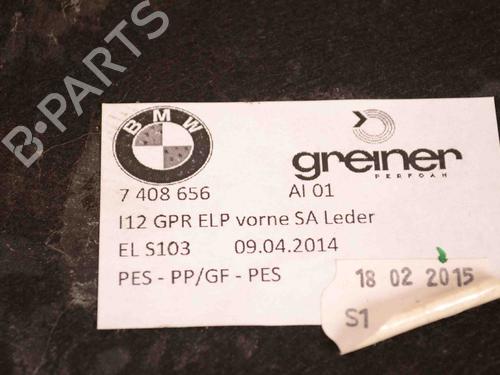 B-PARTS
BMW
greiner
PERFOAM
7 408 656 AI 01
I12 GPR ELP vorne SA Leder
EL S103 09.04.2014
PES - PP/GF - PES
18 02 2015
S1